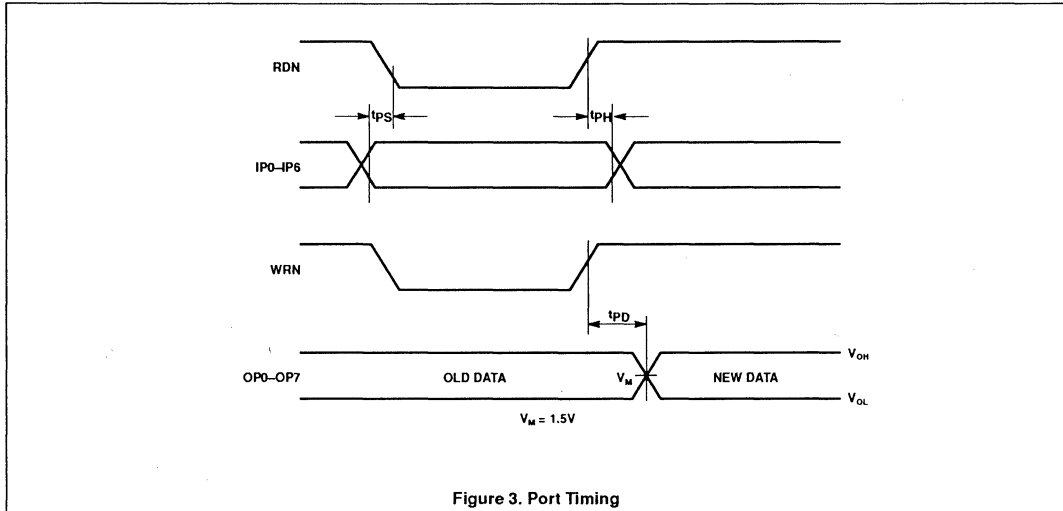 RDN
tPS
tPH
IP0–IP6
WRN
tPD
VOH
OP0–OP7 OLD DATA VM NEW DATA
VOL
VM = 1.5V
Figure 3. Port Timing